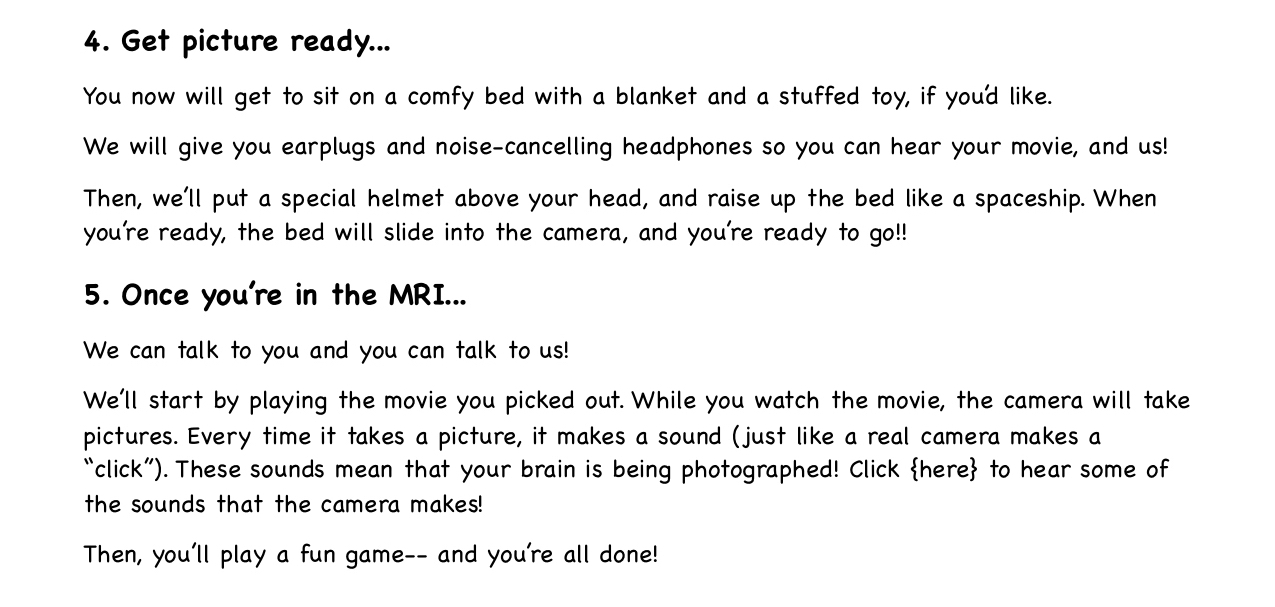 4. Get picture ready...
You now will get to sit on a comfy bed with a blanket and a stuffed toy, if you'd like.
We will give you earplugs and noise-cancelling headphones so you can hear your movie, and us!
Then, we'll put a special helmet above your head, and raise up the bed like a spaceship. When
you're ready, the bed will slide into the camera, and you're ready to go!!
5. Once you're in the MRI...
We can talk to you and you can talk to us!
We'll start by playing the movie you picked out. While you watch the movie, the camera will take
pictures. Every time it takes a picture, it makes a sound (just like a real camera makes a
“click”). These sounds mean that your brain is being photographed! Click {here} to hear some of
the sounds that the camera makes!
Then, you'll play a fun game-- and you're all done!